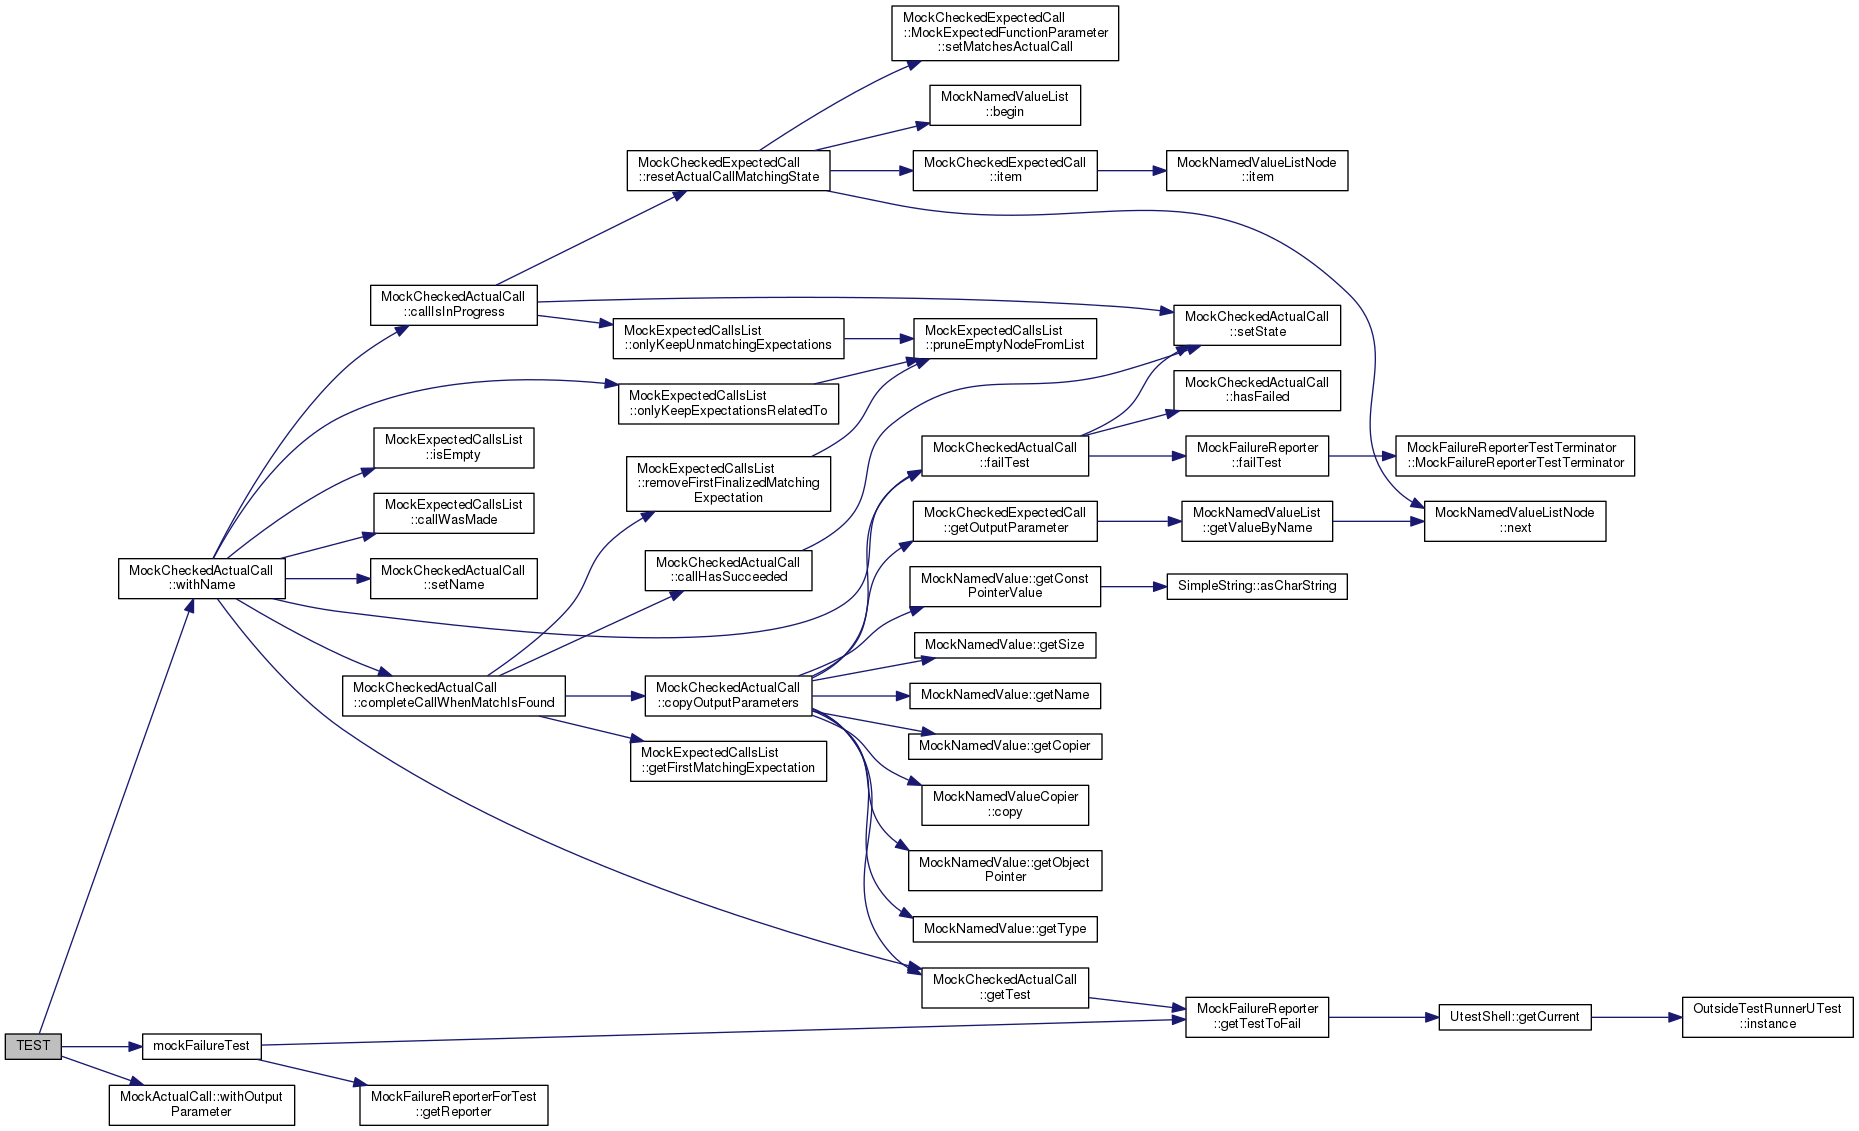 MockCheckedExpectedCall
::MockExpectedFunctionParameter
::setMatchesActualCall
MockNamedValueList
::begin
MockCheckedExpectedCall
::resetActualCallMatchingState
MockCheckedExpectedCall
::item
MockNamedValueListNode
::item
MockCheckedActualCall
::callIsInProgress
MockExpectedCallsList
::onlyKeepUnmatchingExpectations
MockExpectedCallsList
::pruneEmptyNodeFromList
MockCheckedActualCall
::setState
MockExpectedCallsList
::onlyKeepExpectationsRelatedTo
MockCheckedActualCall
::hasFailed
MockExpectedCallsList
::isEmpty
MockExpectedCallsList
::removeFirstFinalizedMatching
Expectation
MockCheckedActualCall
::failTest
MockFailureReporter
::failTest
MockFailureReporterTestTerminator
::MockFailureReporterTestTerminator
MockExpectedCallsList
::callWasMade
MockCheckedExpectedCall
::getOutputParameter
MockNamedValueList
::getValueByName
MockNamedValueListNode
::next
MockCheckedActualCall
::withName
MockCheckedActualCall
::setName
MockCheckedActualCall
::callHasSucceeded
MockNamedValue::getConst
PointerValue
SimpleString::asCharString
MockNamedValue::getSize
MockCheckedActualCall
::completeCallWhenMatchIsFound
MockCheckedActualCall
::copyOutputParameters
MockNamedValue::getName
MockExpectedCallsList
::getFirstMatchingExpectation
MockNamedValue::getCopier
MockNamedValueCopier
::copy
MockNamedValue::getObject
Pointer
MockNamedValue::getType
MockCheckedActualCall
::getTest
MockFailureReporter
::getTestToFail
UtestShell::getCurrent
OutsideTestRunnerUTest
::instance
TEST
mockFailureTest
MockActualCall::withOutput
Parameter
MockFailureReporterForTest
::getReporter